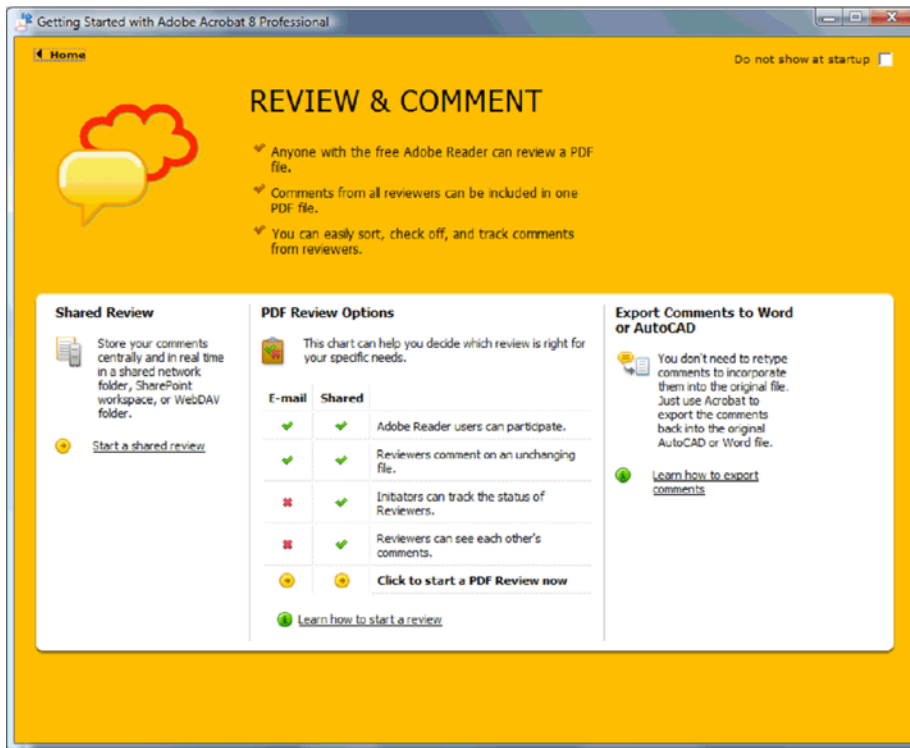 Getting Started with Adobe Acrobat 8 Professional
Home
Do not show at startup
REVIEW & COMMENT
Anyone with the free Adobe Reader can review a PDF
file.
Comments from all reviewers can be included in one
PDF file.
You can easily sort, check off, and track comments
from reviewers.
Shared Review
Store your comments
centrally and in real time
in a shared network
folder, SharePoint
workspace, or WebDAV
folder.
Start a shared review
PDF Review Options
This chart can help you decide which review is right for
your specific needs.
E-mail Shared
Adobe Reader users can participate.
Reviewers comment on an unchanging
file.
Initiators can track the status of
Reviewers.
Reviewers can see each other's
comments.
Click to start a PDF Review now
Learn how to start a review
Export Comments to Word
or AutoCAD
You don't need to retype
comments to incorporate
them into the original file.
Just use Acrobat to
export the comments
back into the original
AutoCAD or Word file.
Learn how to export
comments